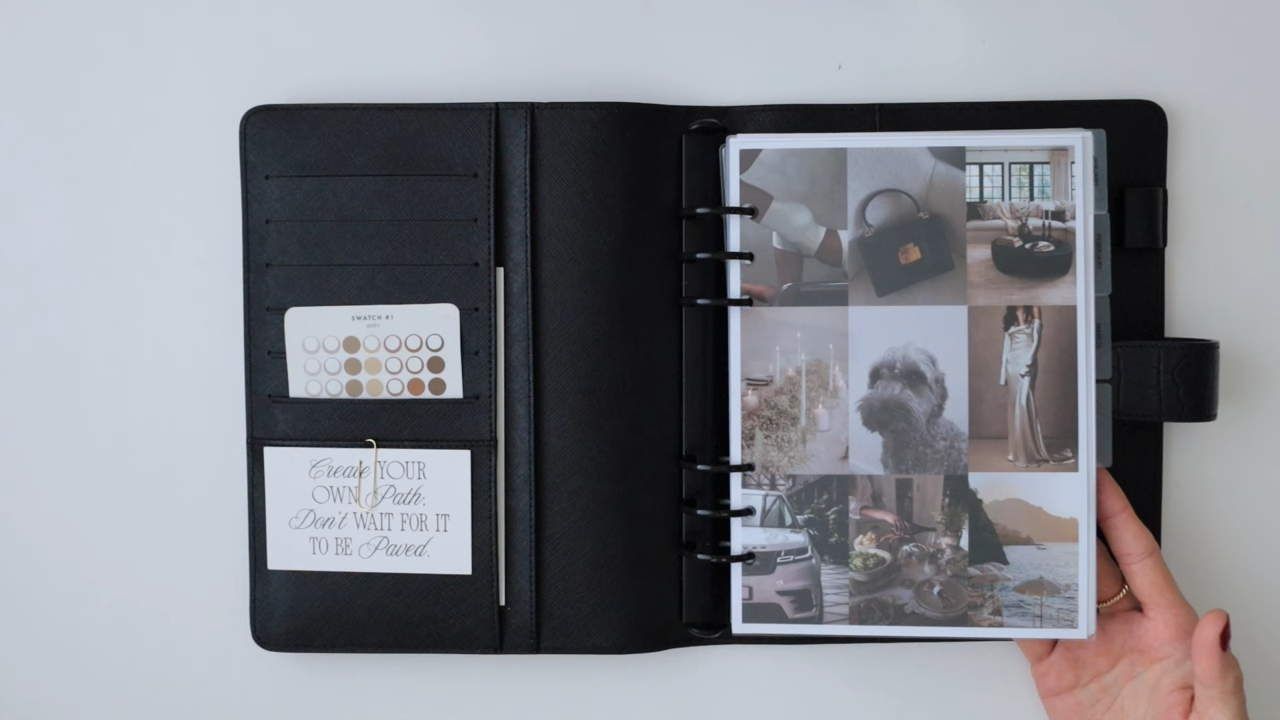 SWATCH #1
Create YOUR
OWN Path;
Don't WAIT FOR IT
TO BE Paved.